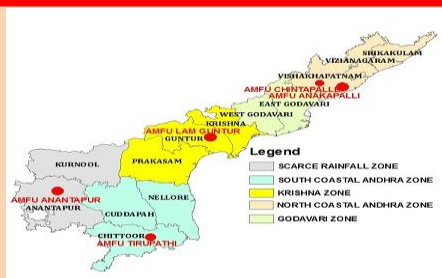 SRIKAKULAM
VIZIANAGARAM
VISHAKHAPATNAM
AMFU CHINTAPALLE
AMFU ANAKAPALLI
EAST GODAVARI
WEST GODAVARI
KRISHNA
AMFU LAM GUNTUR
GUNTUR
Legend
PRAKASAM
SCARCE RAINFALL ZONE
KURNOOL
SOUTH COASTAL ANDHRA ZONE
KRISHNA ZONE
NELLORE
AMFU ANANTAPUR
NORTH COASTAL ANDHRA ZONE
ANANTAPUR
CUDDAPAH
GODAVARI ZONE
CHITTOOR
AMFU TIRUPATHI